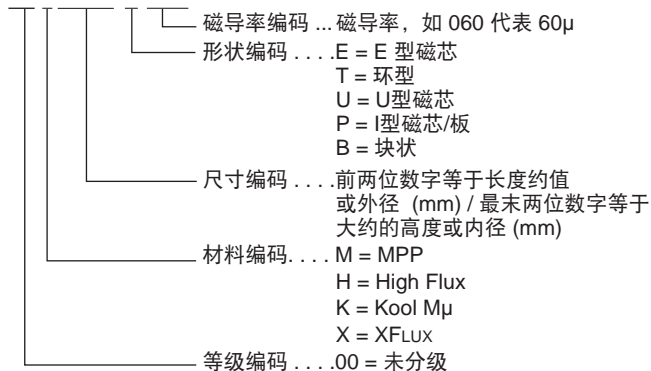 磁导率编码 ... 磁导率，如 060 代表 60µ
形状编码 . . . .E = E 型磁芯
T = 环型
U = U型磁芯
P = I型磁芯/板
B = 块状
尺寸编码 . . . .前两位数字等于长度约值
或外径 (mm) / 最末两位数字等于
大约的高度或内径 (mm)
材料编码. . . . M = MPP
H = High Flux
K = Kool Mµ
X = XFLUX
等级编码 . . . .00 = 未分级